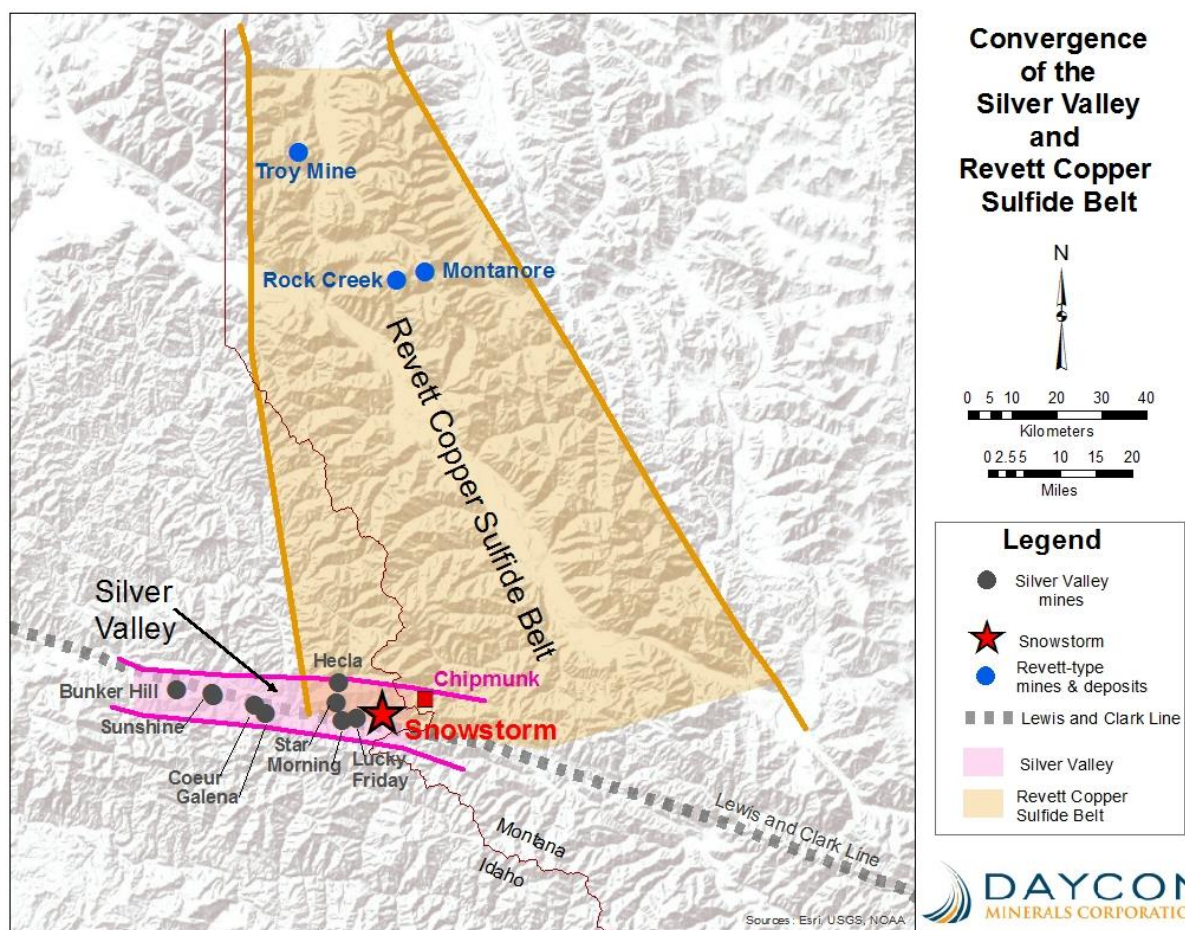 Convergence
of the
Silver Valley
and
Revett Copper
Sulfide Belt
N
0 5 10 20 30 40
Kilometers
0 2.5 5 10 15 20
Miles
Legend
Silver Valley
mines
Snowstorm
Revett-type
mines & deposits
Lewis and Clark Line
Silver Valley
Revett Copper
Sulfide Belt
DAYCON
MINERALS CORPORATIO
Troy Mine
Rock Creek
Montanore
Revett Copper Sulfide Belt
Silver
Valley
Hecla
Chipmunk
Bunker Hill
Sunshine
Snowstorm
Star
Morning
Lucky
Friday
Coeur
Galena
Lewis and Clark Line
Montana
Idaho
Sources: Esri, USGS, NOAA